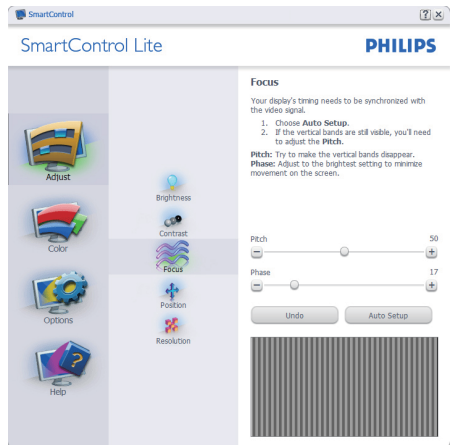 SmartControl
SmartControl Lite
PHILIPS
Adjust
Color
Options
Help
Brightness
Contrast
Focus
Position
Resolution
Focus
Your display's timing needs to be synchronized with
the video signal.
1. Choose Auto Setup.
2. If the vertical bands are still visible, you'll need
to adjust the Pitch.
Pitch: Try to make the vertical bands disappear.
Phase: Adjust to the brightest setting to minimize
movement on the screen.
Pitch 50
Phase 17
Undo Auto Setup